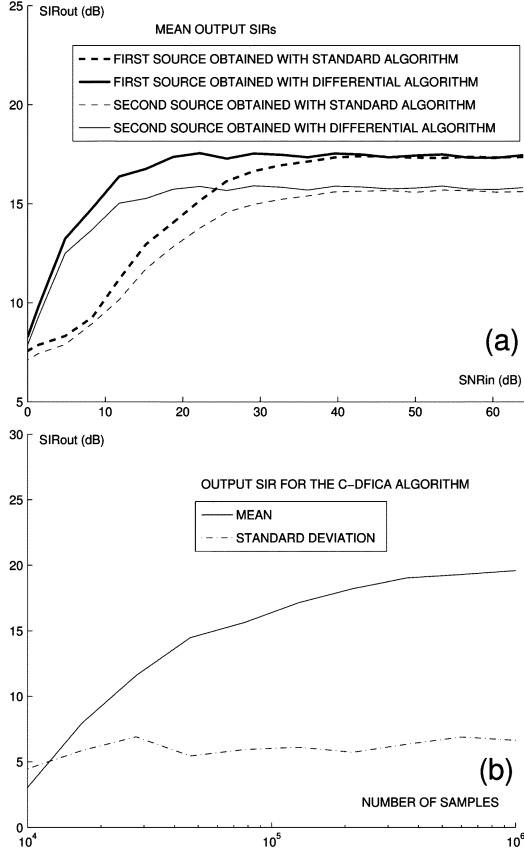 SIRout (dB)
MEAN OUTPUT SIRs
FIRST SOURCE OBTAINED WITH STANDARD ALGORITHM
FIRST SOURCE OBTAINED WITH DIFFERENTIAL ALGORITHM
SECOND SOURCE OBTAINED WITH STANDARD ALGORITHM
SECOND SOURCE OBTAINED WITH DIFFERENTIAL ALGORITHM
25
20
15
10
5
(a)
SNRin (dB)
0 10 20 30 40 50 60
30
SIRout (dB)
25
OUTPUT SIR FOR THE C−DFICA ALGORITHM
MEAN
STANDARD DEVIATION
20
15
10
5
0
(b)
NUMBER OF SAMPLES
10⁴ 10⁵ 10⁶